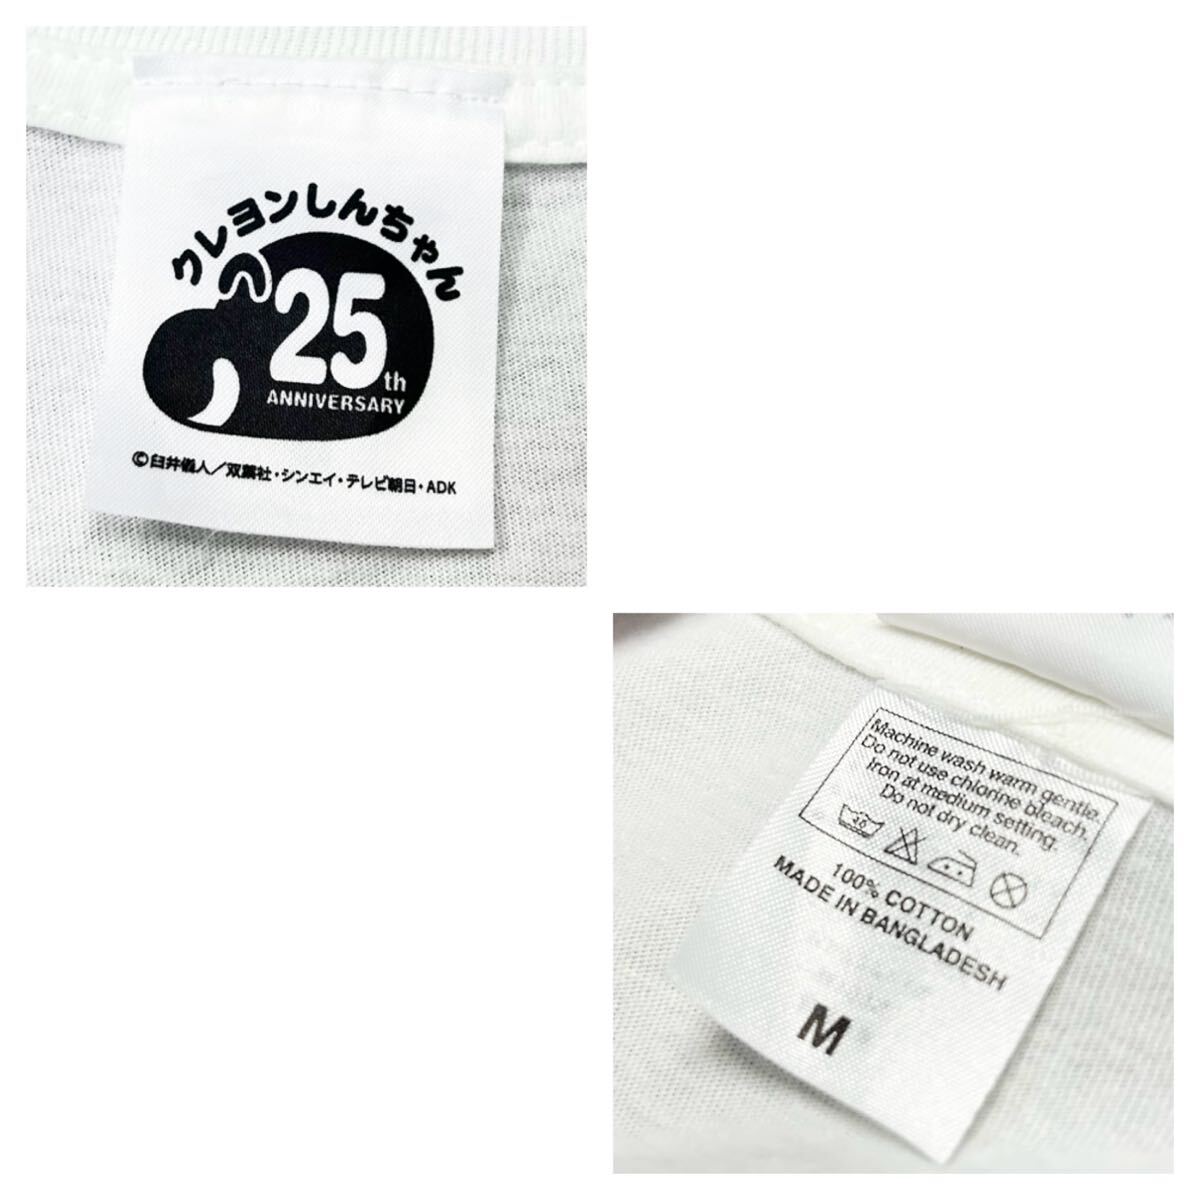 クレヨンしんちゃん
25th
ANNIVERSARY
©臼井儀人/双葉社・シンエイ・テレビ朝日・ADK
Machine wash warm gentle.
Do not use chlorine bleach.
Iron at medium setting.
Do not dry clean.
40
100% COTTON
MADE IN BANGLADESH
M